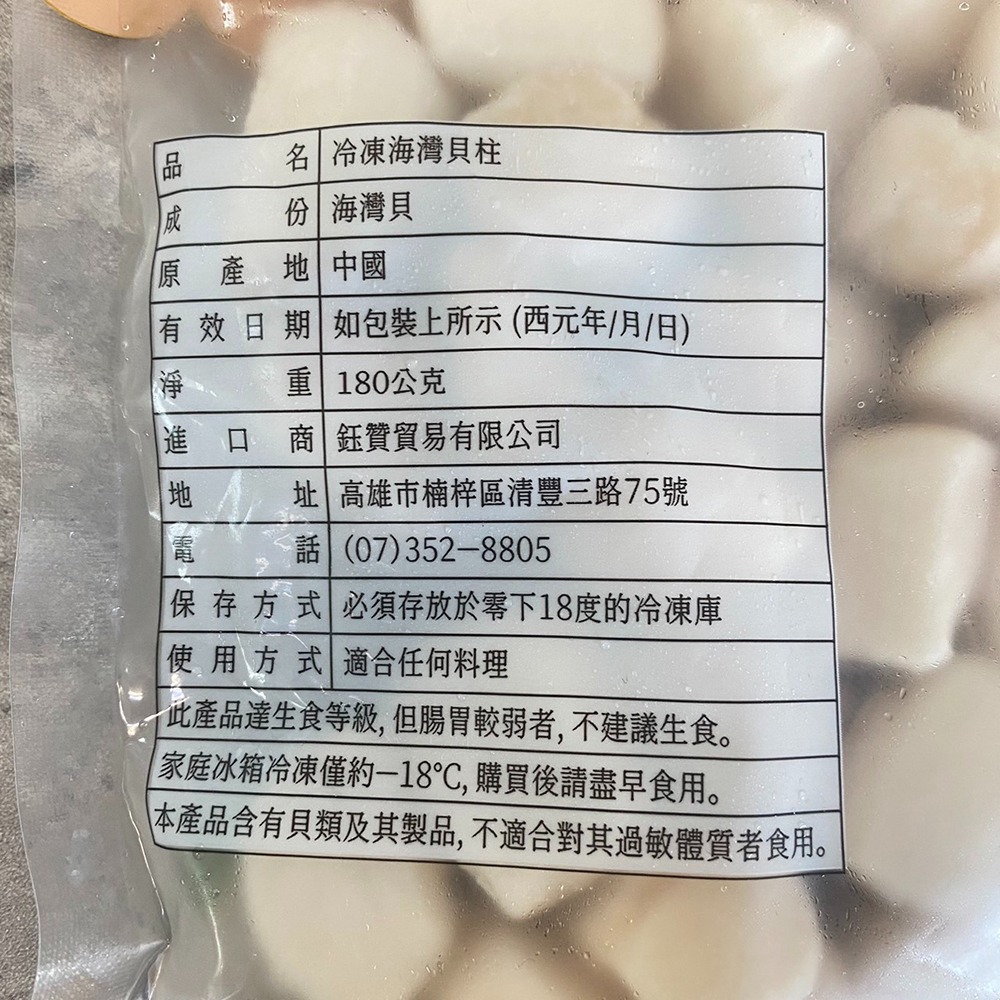 品名 冷凍海灣貝柱
成份 海灣貝
原產地 中國
有效日期 如包裝上所示 (西元年/月/日)
淨重 180公克
進口商 鈺贊貿易有限公司
地址 高雄市楠梓區清豐三路75號
電話 (07)352-8805
保存方式 必須存放於零下18度的冷凍庫
使用方式 適合任何料理
此產品達生食等級, 但腸胃較弱者, 不建議生食。
家庭冰箱冷凍僅約-18℃, 購買後請盡早食用。
本產品含有貝類及其製品, 不適合對其過敏體質者食用。